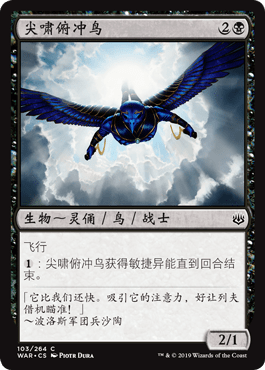 尖啸俯冲鸟 2
生物～灵俑／鸟／战士
飞行
1：尖啸俯冲鸟获得敏捷异能直到回合结
束。
「它比我们还快。吸引它的注意力，好让列夫
借机瞄准！」
～波洛斯军团兵沙陶
2/1
103/264 C
WAR • CS PIOTR DURA
™ & © 2019 Wizards of the Coast